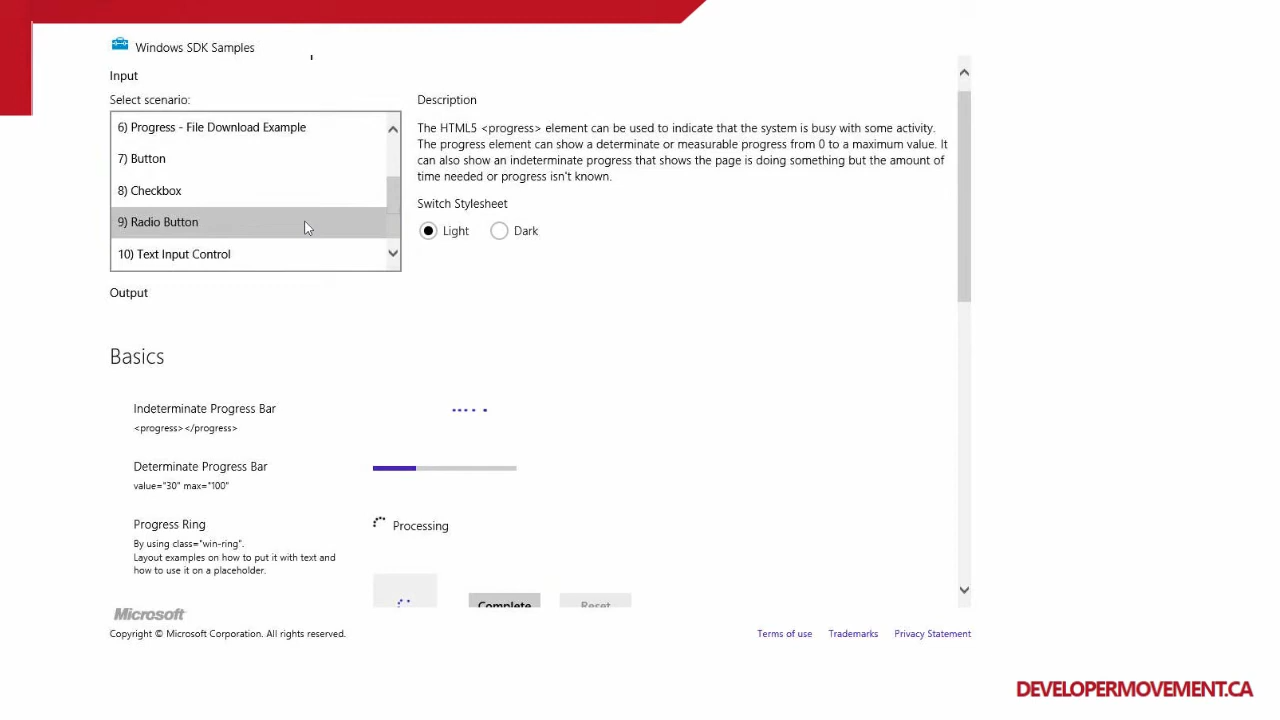 Windows SDK Samples
Input
Select scenario:
6) Progress - File Download Example
7) Button
8) Checkbox
9) Radio Button
10) Text Input Control
Description
The HTML5 <progress> element can be used to indicate that the system is busy with some activity.
The progress element can show a determinate or measurable progress from 0 to a maximum value. It
can also show an indeterminate progress that shows the page is doing something but the amount of
time needed or progress isn't known.
Switch Stylesheet
Light
Dark
Output
Basics
Indeterminate Progress Bar
<progress></progress>
Determinate Progress Bar
value="30" max="100"
Progress Ring
By using class="win-ring".
Layout examples on how to put it with text and
how to use it on a placeholder.
Processing
Complete
Reset
Microsoft
Copyright © Microsoft Corporation. All rights reserved.
Terms of use
Trademarks
Privacy Statement
DEVELOPERMOVEMENT.CA